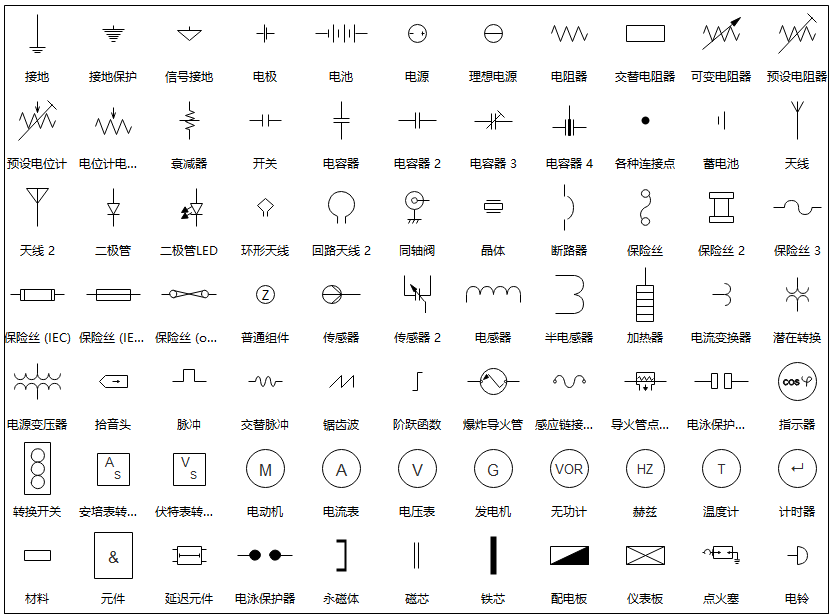 接地 接地保护 信号接地 电极 电池 电源 理想电源 电阻器 交替电阻器 可变电阻器 预设电阻器
预设电位计 电位计电... 衰减器 开关 电容器 电容器 2 电容器 3 电容器 4 各种连接点 蓄电池 天线
天线 2 二极管 二极管LED 环形天线 回路天线 2 同轴阀 晶体 断路器 保险丝 保险丝 2 保险丝 3
Z
保险丝 (IEC) 保险丝 (IE... 保险丝 (o... 普通组件 传感器 传感器 2 电感器 半电感器 加热器 电流变换器 潜在转换
cos φ
电源变压器 拾音头 脉冲 交替脉冲 锯齿波 阶跃函数 爆炸导火管 感应链接... 导火管点... 电泳保护... 指示器
A S V S M A V G VOR HZ T
转换开关 安培表转... 伏特表转... 电动机 电流表 电压表 发电机 无功计 赫兹 温度计 计时器
&
材料 元件 延迟元件 电泳保护器 永磁体 磁芯 铁芯 配电板 仪表板 点火塞 电铃